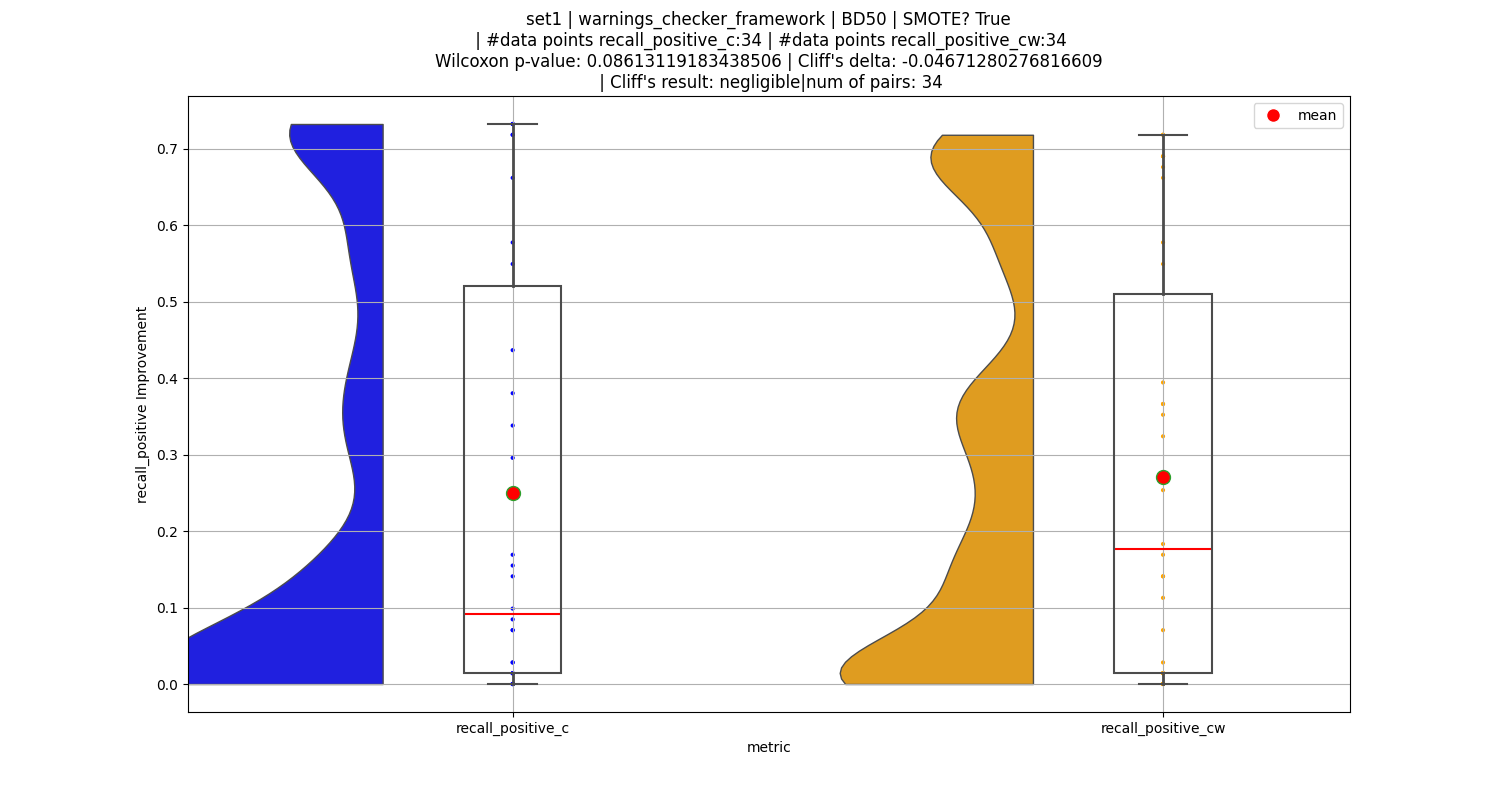 set1 | warnings_checker_framework | BD50 | SMOTE? True
| #data points recall_positive_c:34 | #data points recall_positive_cw:34
Wilcoxon p-value: 0.08613119183438506 | Cliff's delta: -0.04671280276816609
| Cliff's result: negligible|num of pairs: 34
mean
0.7
0.6
0.5
0.4
0.3
0.2
0.1
0.0
recall_positive Improvement
recall_positive_c
recall_positive_cw
metric